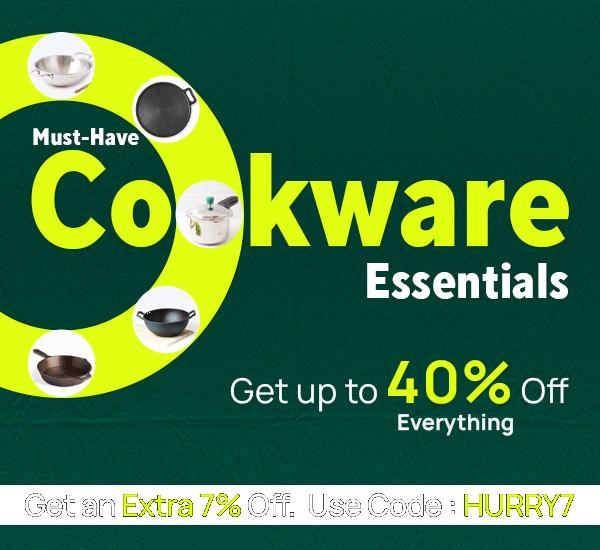 Must-Have
Cookware
Essentials
Get up to 40% Off
Everything
Get an Extra 7% Off. Use Code : HURRY7